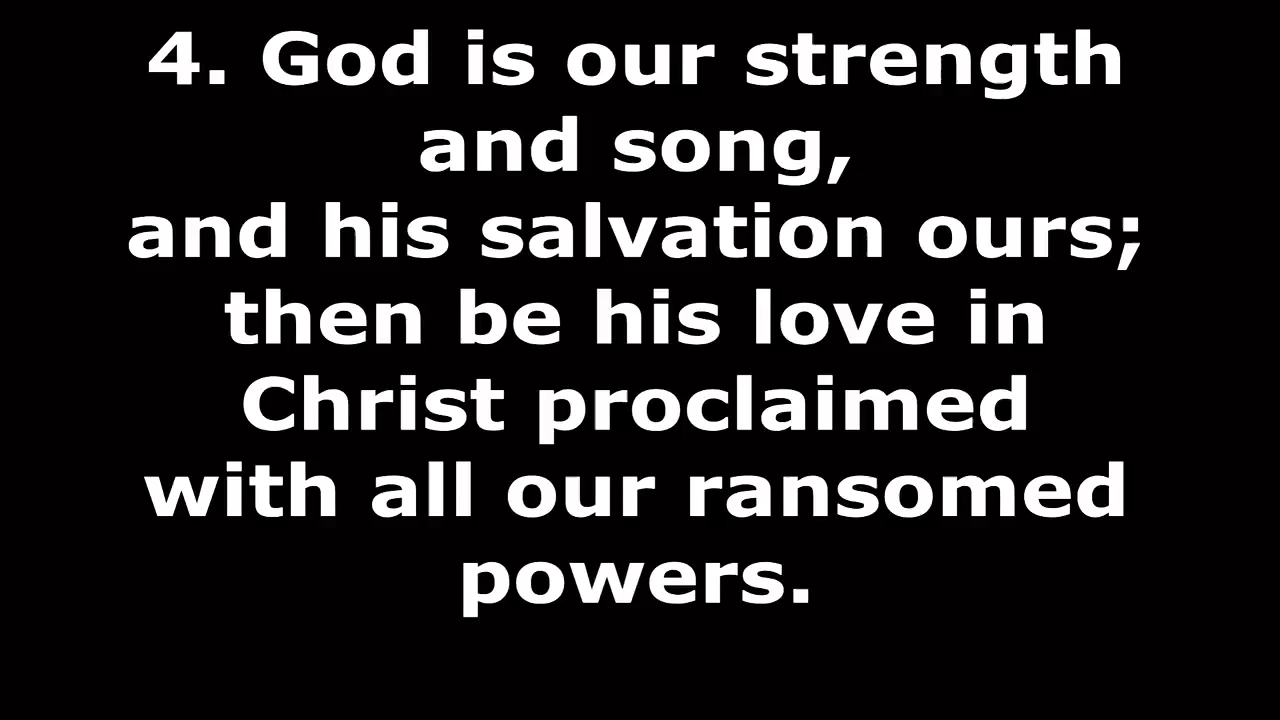 4. God is our strength
and song,
and his salvation ours;
then be his love in
Christ proclaimed
with all our ransomed
powers.